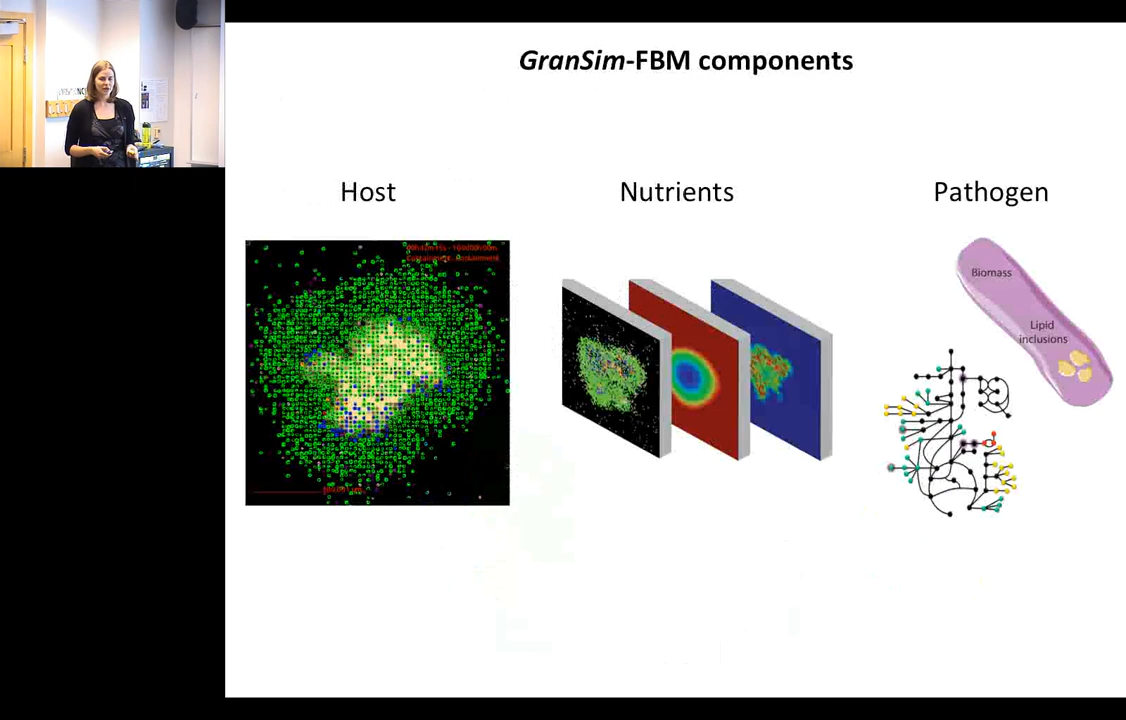 GranSim-FBM components
Host
Nutrients
Pathogen
Biomass
Lipid
inclusions